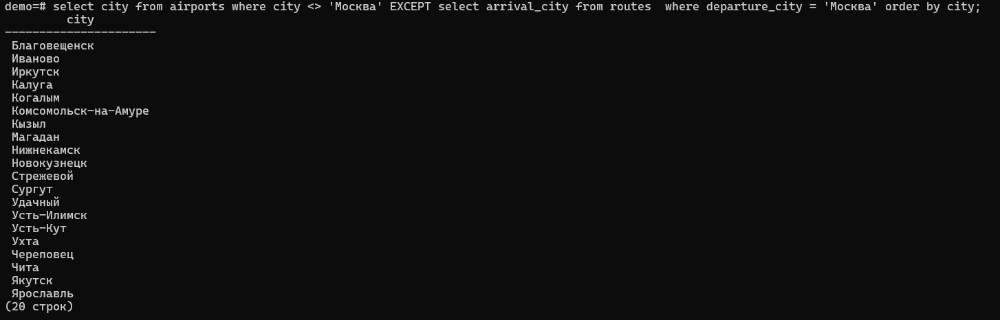 demo=# select city from airports where city <> 'Москва' EXCEPT select arrival_city from routes  where departure_city = 'Москва' order by city;
city
----------------------
Благовещенск
Иваново
Иркутск
Калуга
Когалым
Комсомольск-на-Амуре
Кызыл
Магадан
Нижнекамск
Новокузнецк
Стрежевой
Сургут
Удачный
Усть-Илимск
Усть-Кут
Ухта
Череповец
Чита
Якутск
Ярославль
(20 строк)